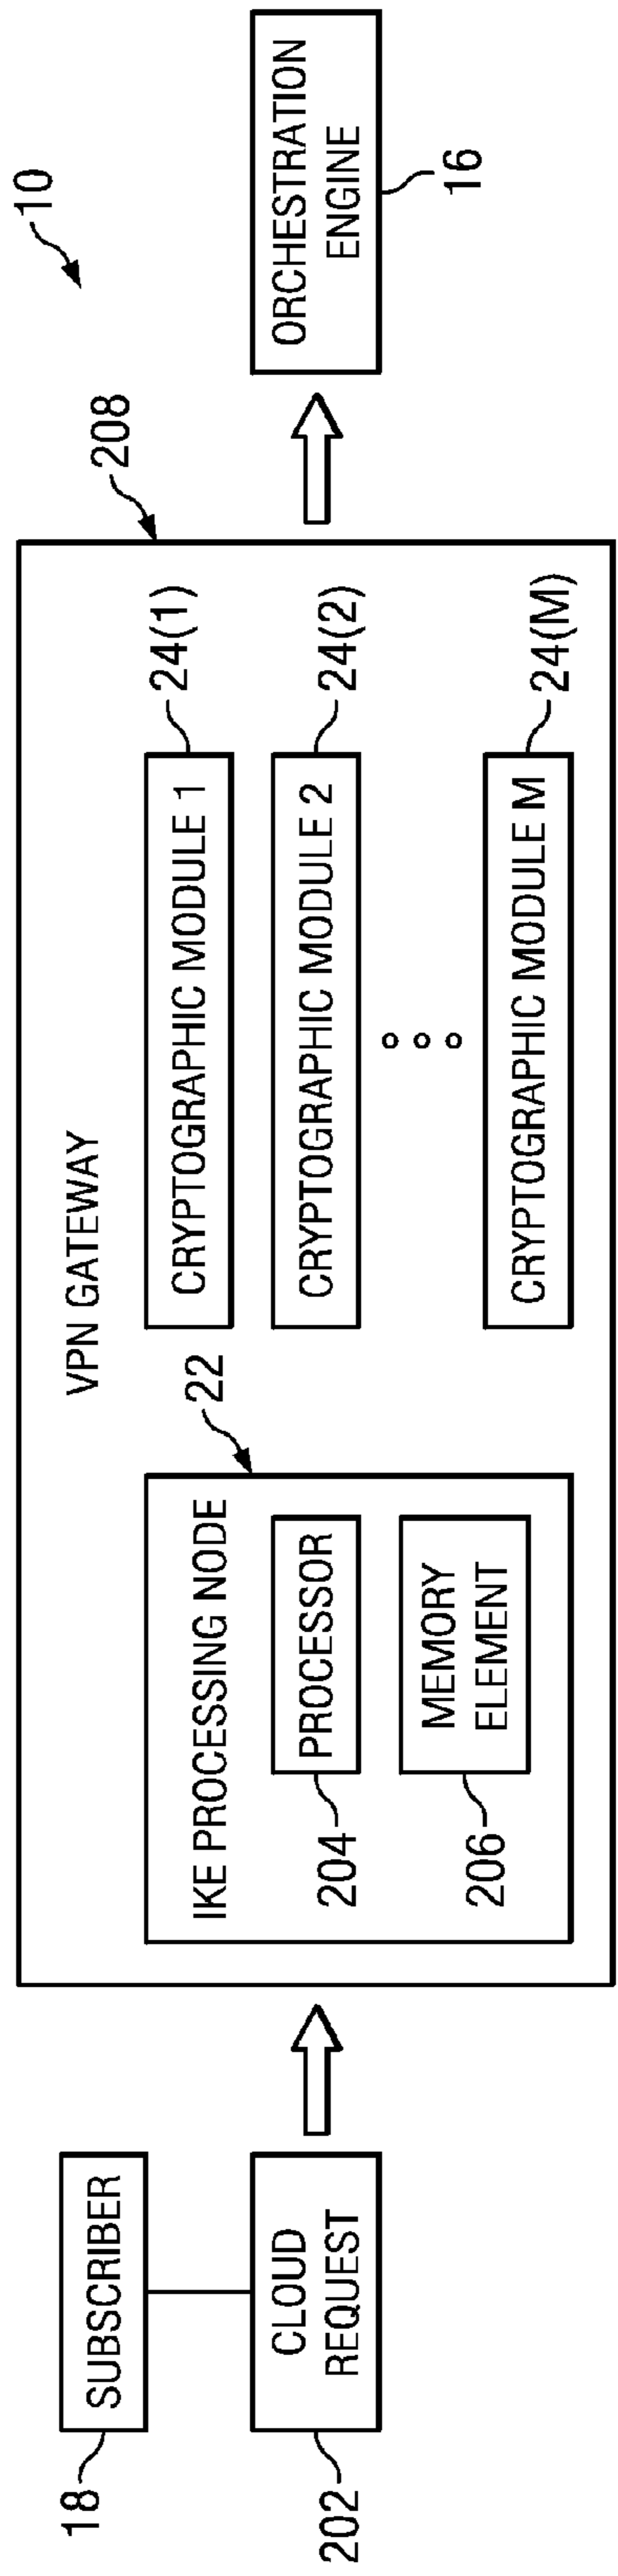 10
208
SUBSCRIBER
18
CLOUD
REQUEST
202
VPN GATEWAY
22
IKE PROCESSING NODE
PROCESSOR
204
MEMORY
ELEMENT
206
CRYPTOGRAPHIC MODULE 1
24(1)
CRYPTOGRAPHIC MODULE 2
24(2)
CRYPTOGRAPHIC MODULE M
24(M)
ORCHESTRATION
ENGINE
16